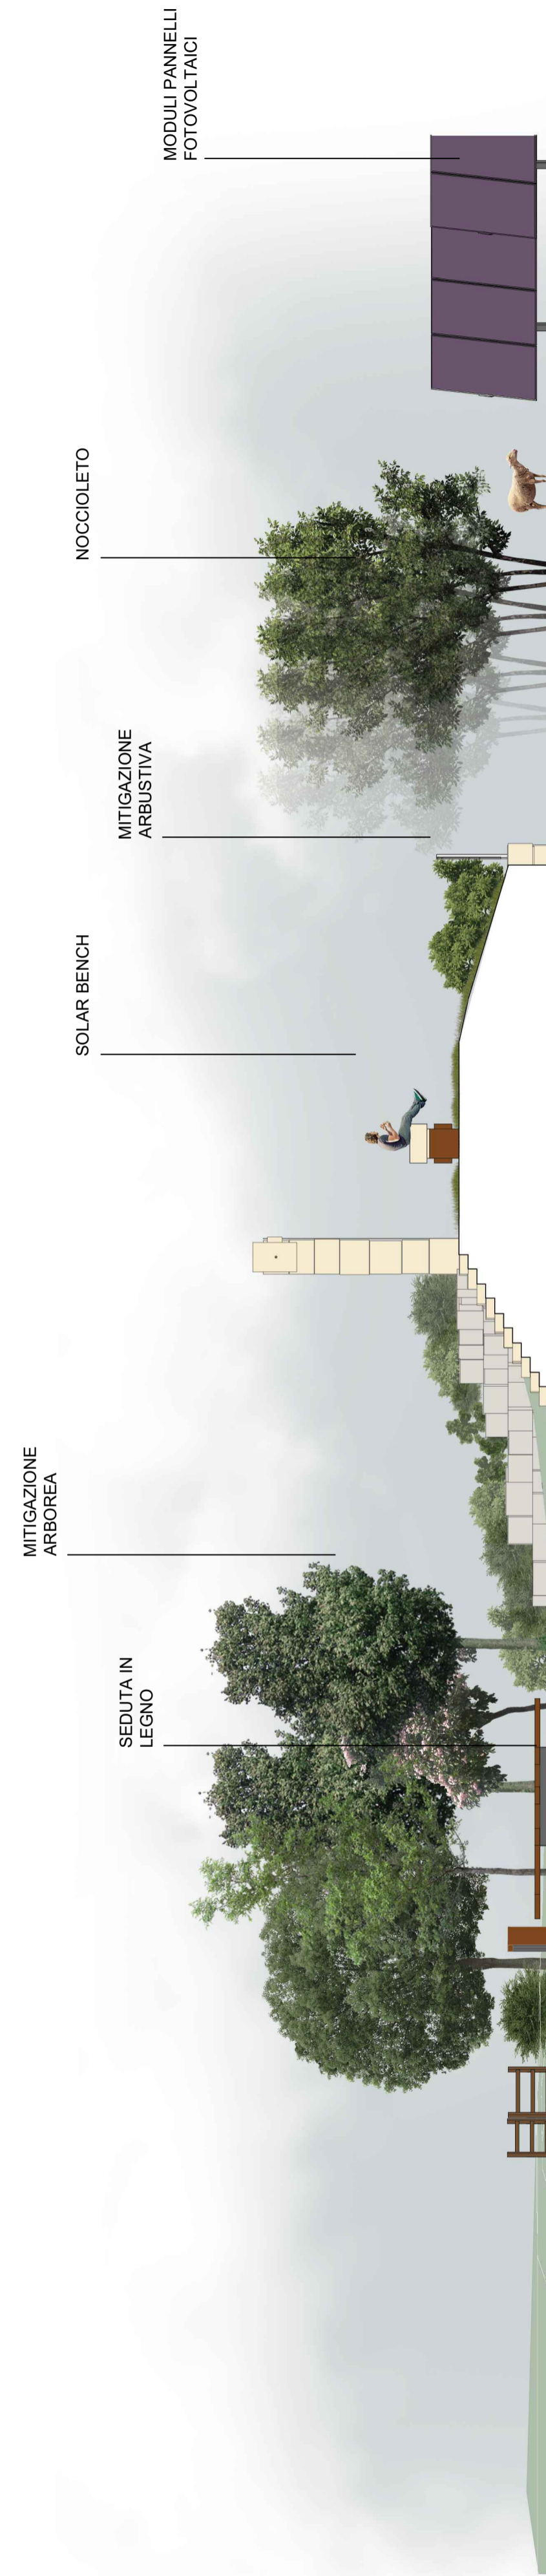 SEDUTA IN
LEGNO
MITIGAZIONE
ARBOREA
SOLAR BENCH
MITIGAZIONE
ARBUSTIVA
NOCCIOLETO
MODULI PANNELLI
FOTOVOLTAICI